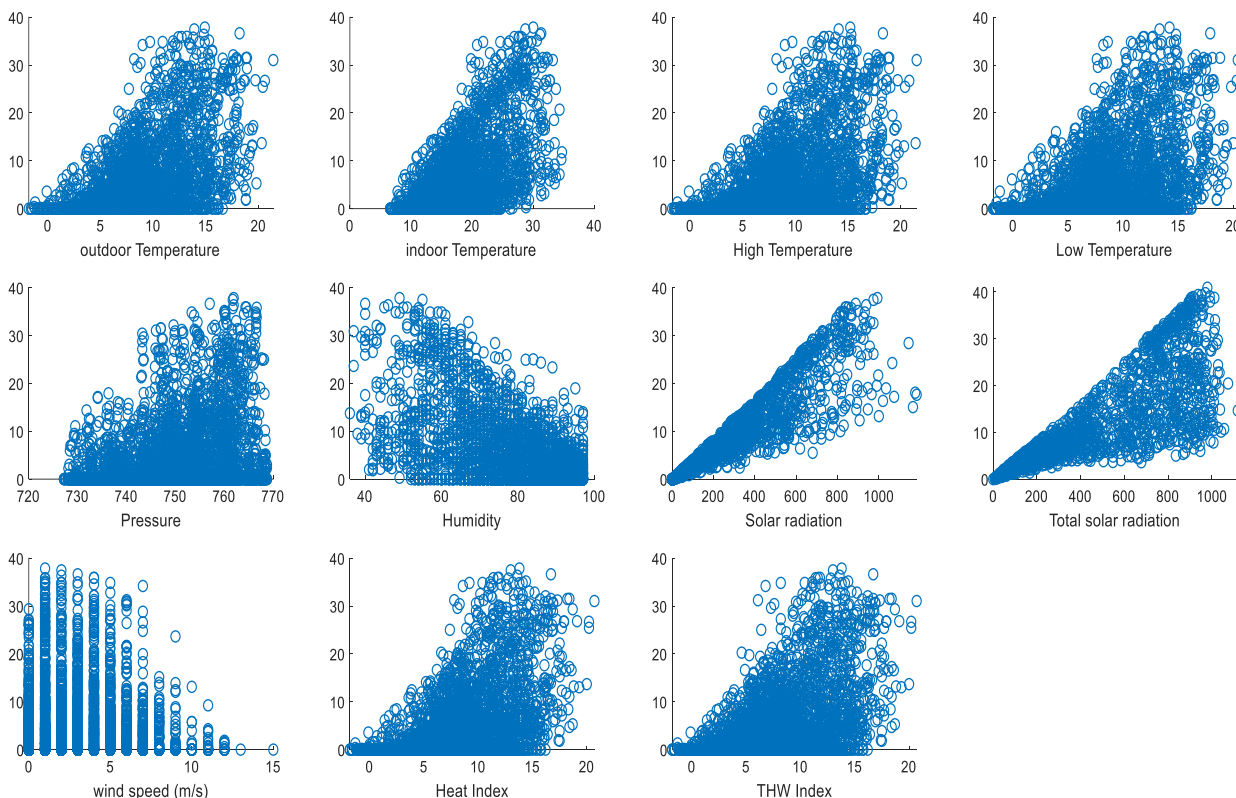 40
30
20
10
0
0 5 10 15 20
outdoor Temperature
40
30
20
10
0
0 10 20 30 40
indoor Temperature
40
30
20
10
0
0 5 10 15 20
High Temperature
40
30
20
10
0
0 5 10 15 20
Low Temperature
40
30
20
10
0
720 730 740 750 760 770
Pressure
40
30
20
10
0
40 60 80 100
Humidity
40
30
20
10
0
0 200 400 600 800 1000
Solar radiation
40
30
20
10
0
0 200 400 600 800 1000
Total solar radiation
40
30
20
10
0
0 5 10 15
wind speed (m/s)
40
30
20
10
0
0 5 10 15 20
Heat Index
40
30
20
10
0
0 5 10 15 20
THW Index